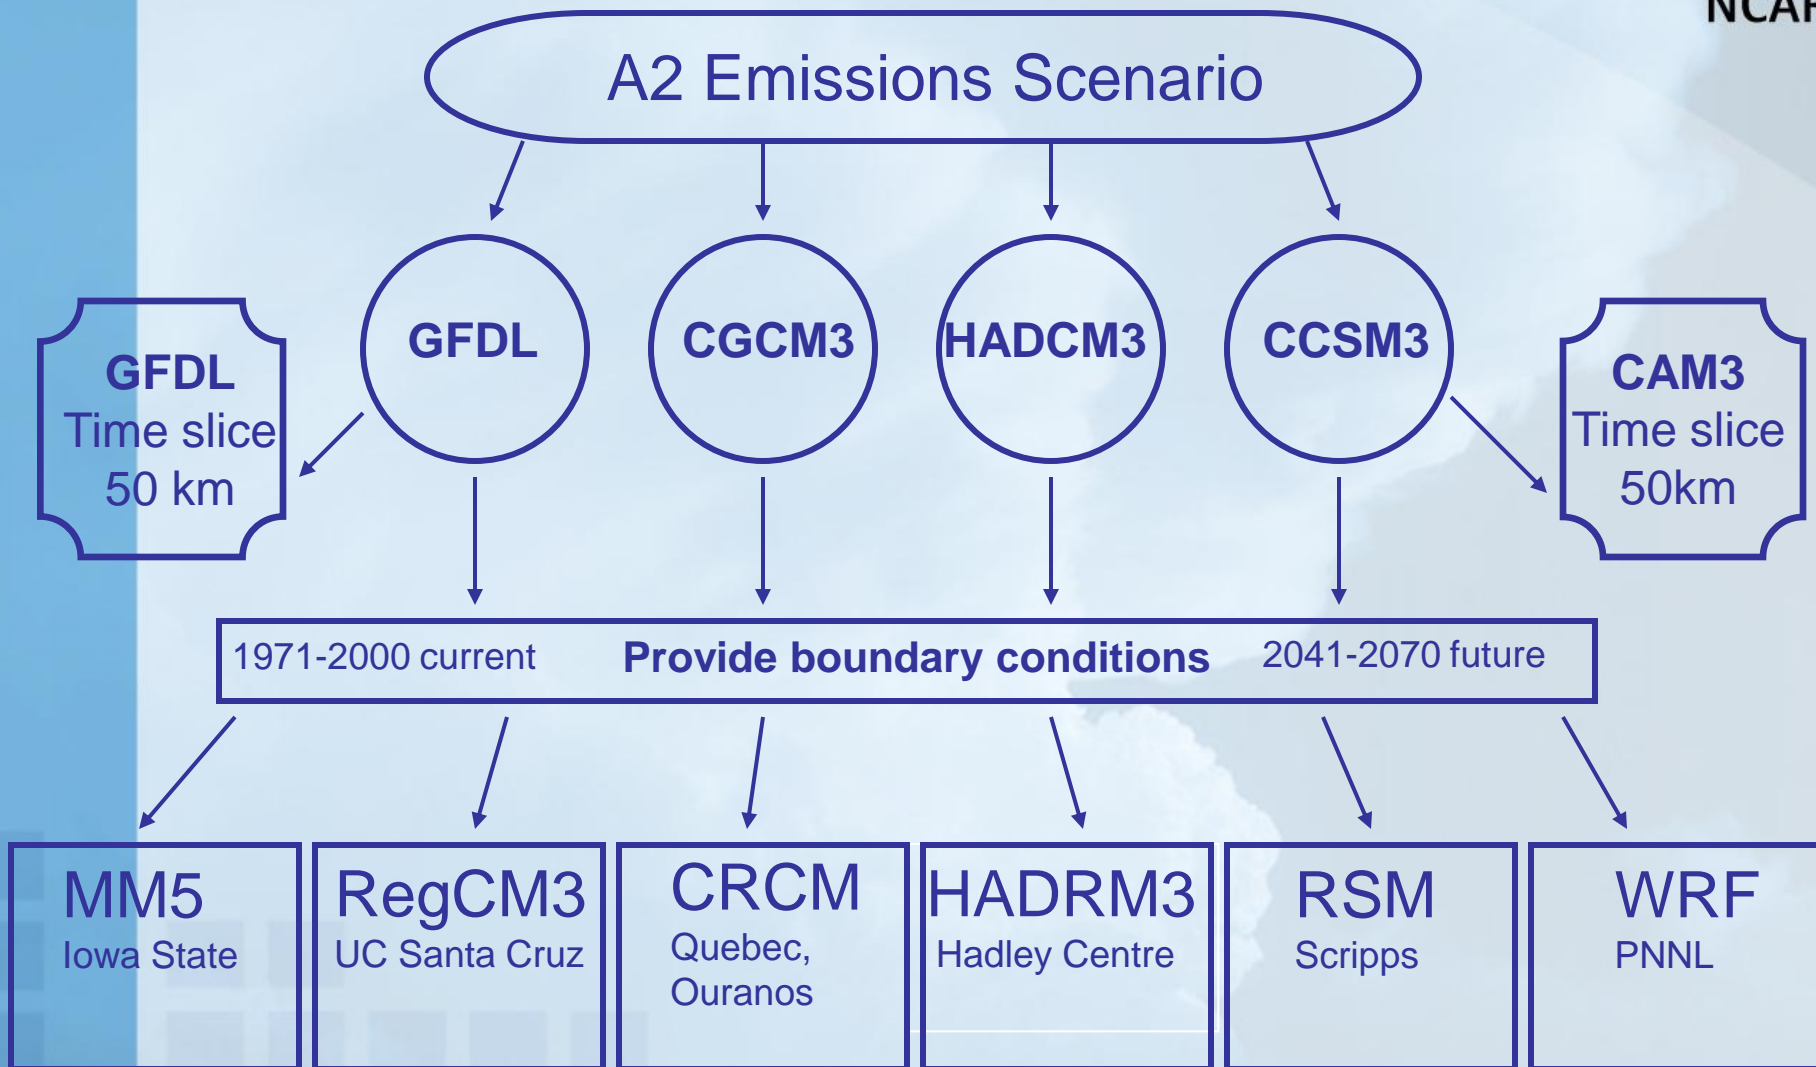 A2 Emissions Scenario
GFDL
CGCM3
HADCM3
CCSM3
GFDL
Time slice
50 km
CAM3
Time slice
50km
1971-2000 current
Provide boundary conditions
2041-2070 future
MM5
Iowa State
RegCM3
UC Santa Cruz
CRCM
Quebec,
Ouranos
HADRM3
Hadley Centre
RSM
Scripps
WRF
PNNL